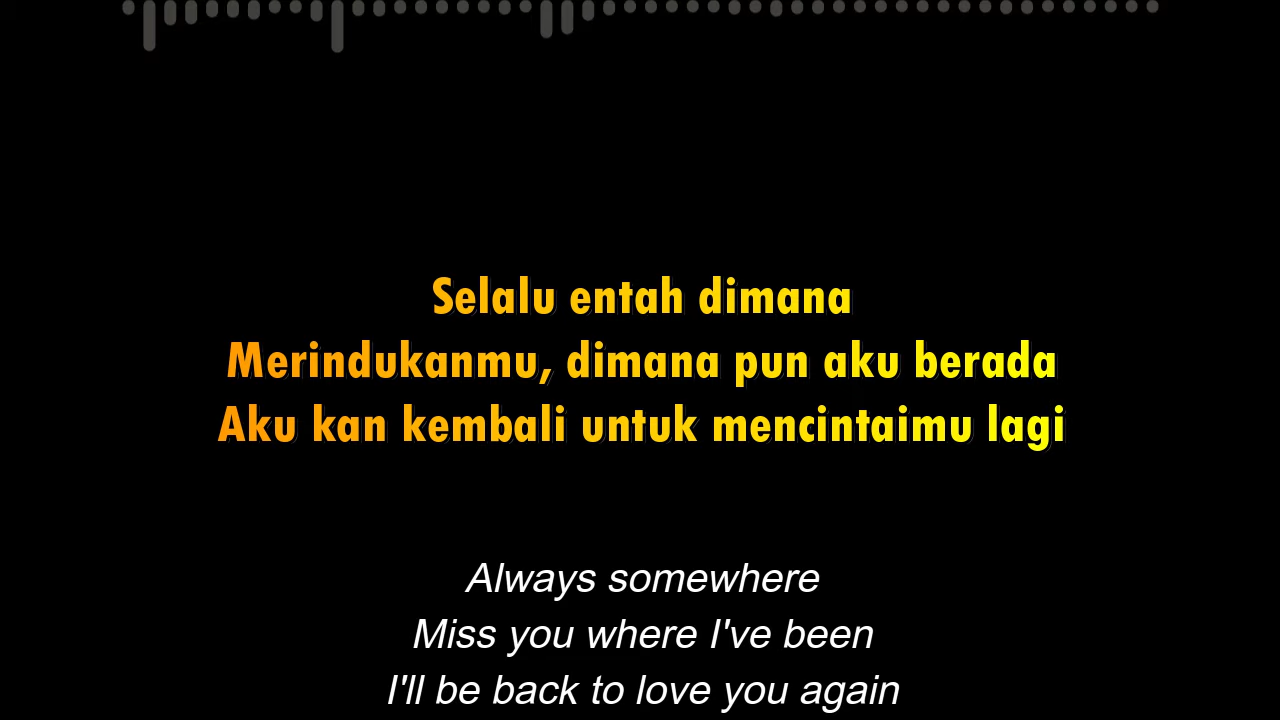 Selalu entah dimana
Merindukanmu, dimana pun aku berada
Aku kan kembali untuk mencintaimu lagi
Always somewhere
Miss you where I've been
I'll be back to love you again